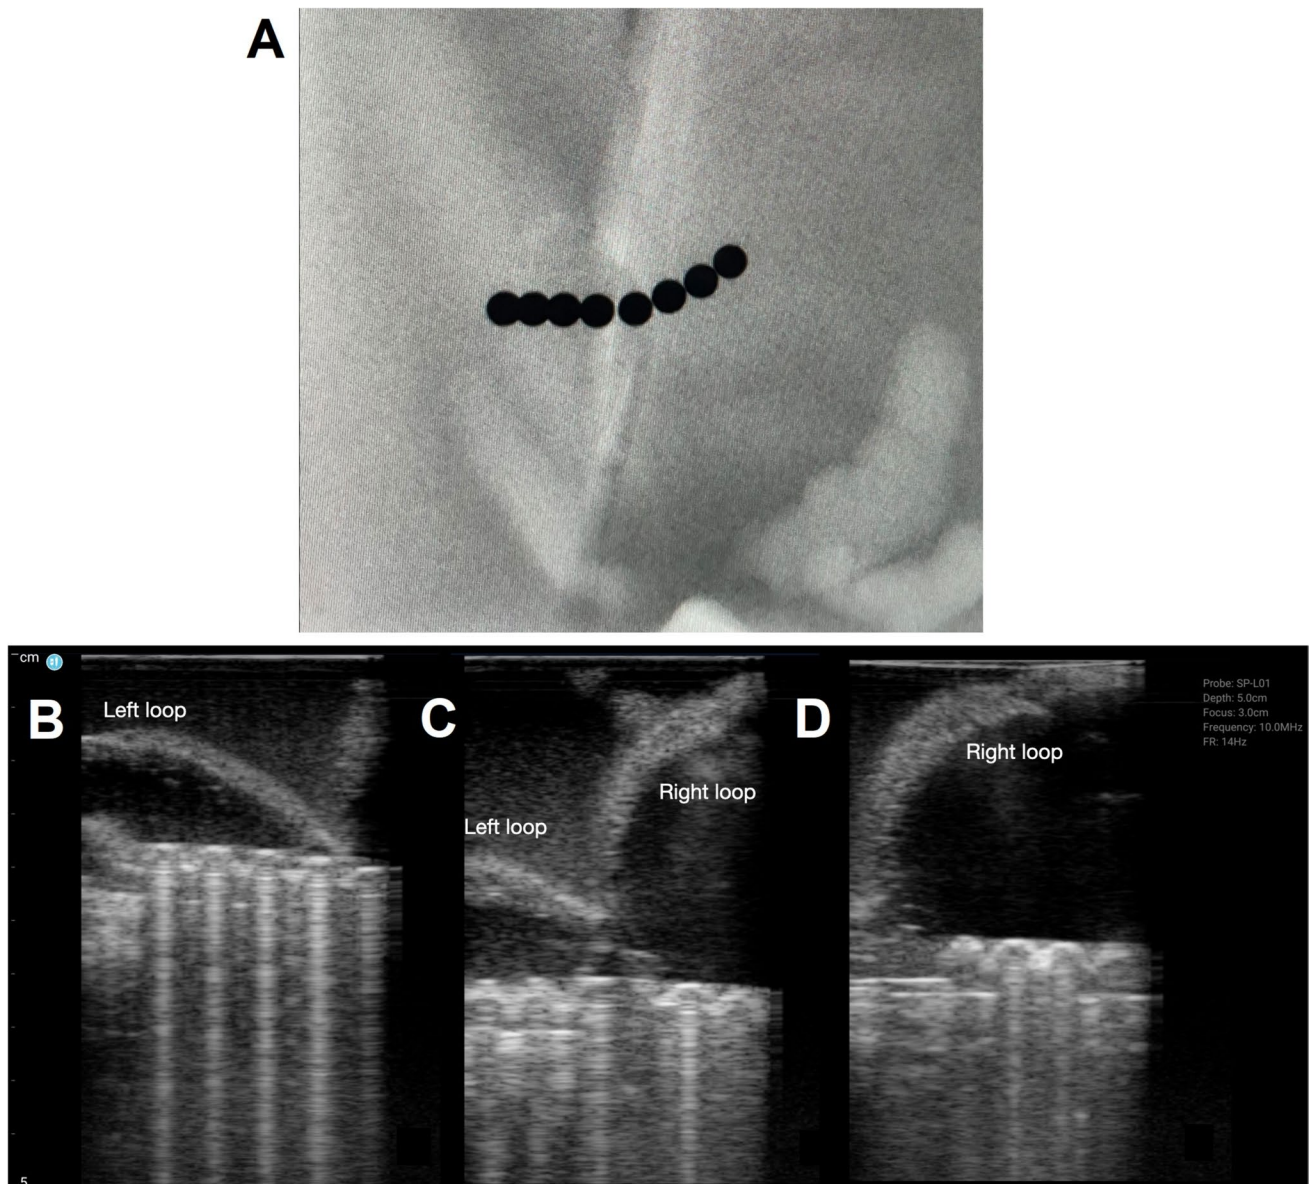 A
cm
B
Left loop
C
Left loop
Right loop
D
Right loop
Probe: SP-L01
Depth: 5.0cm
Focus: 3.0cm
Frequency: 10.0MHz
FR: 14Hz
5